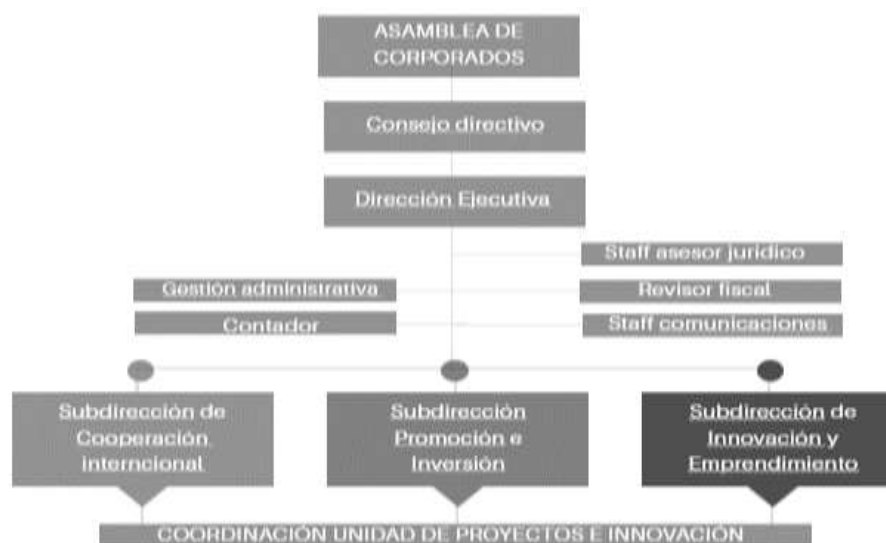 ASAMBLEA DE
CORPORADOS
Consejo directivo
Dirección Ejecutiva
Staff asesor jurídico
Gestión administrativa
Revisor fiscal
Contador
Staff comunicaciones
Subdirección de
Cooperación
interncional
Subdirección
Promoción e
Inversión
Subdirección de
Innovación y
Emprendimiento
COORDINACIÓN UNIDAD DE PROYECTOS E INNOVACIÓN